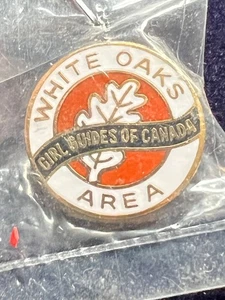 WHITE OAKS
GIRL GUIDES OF CANADA
AREA